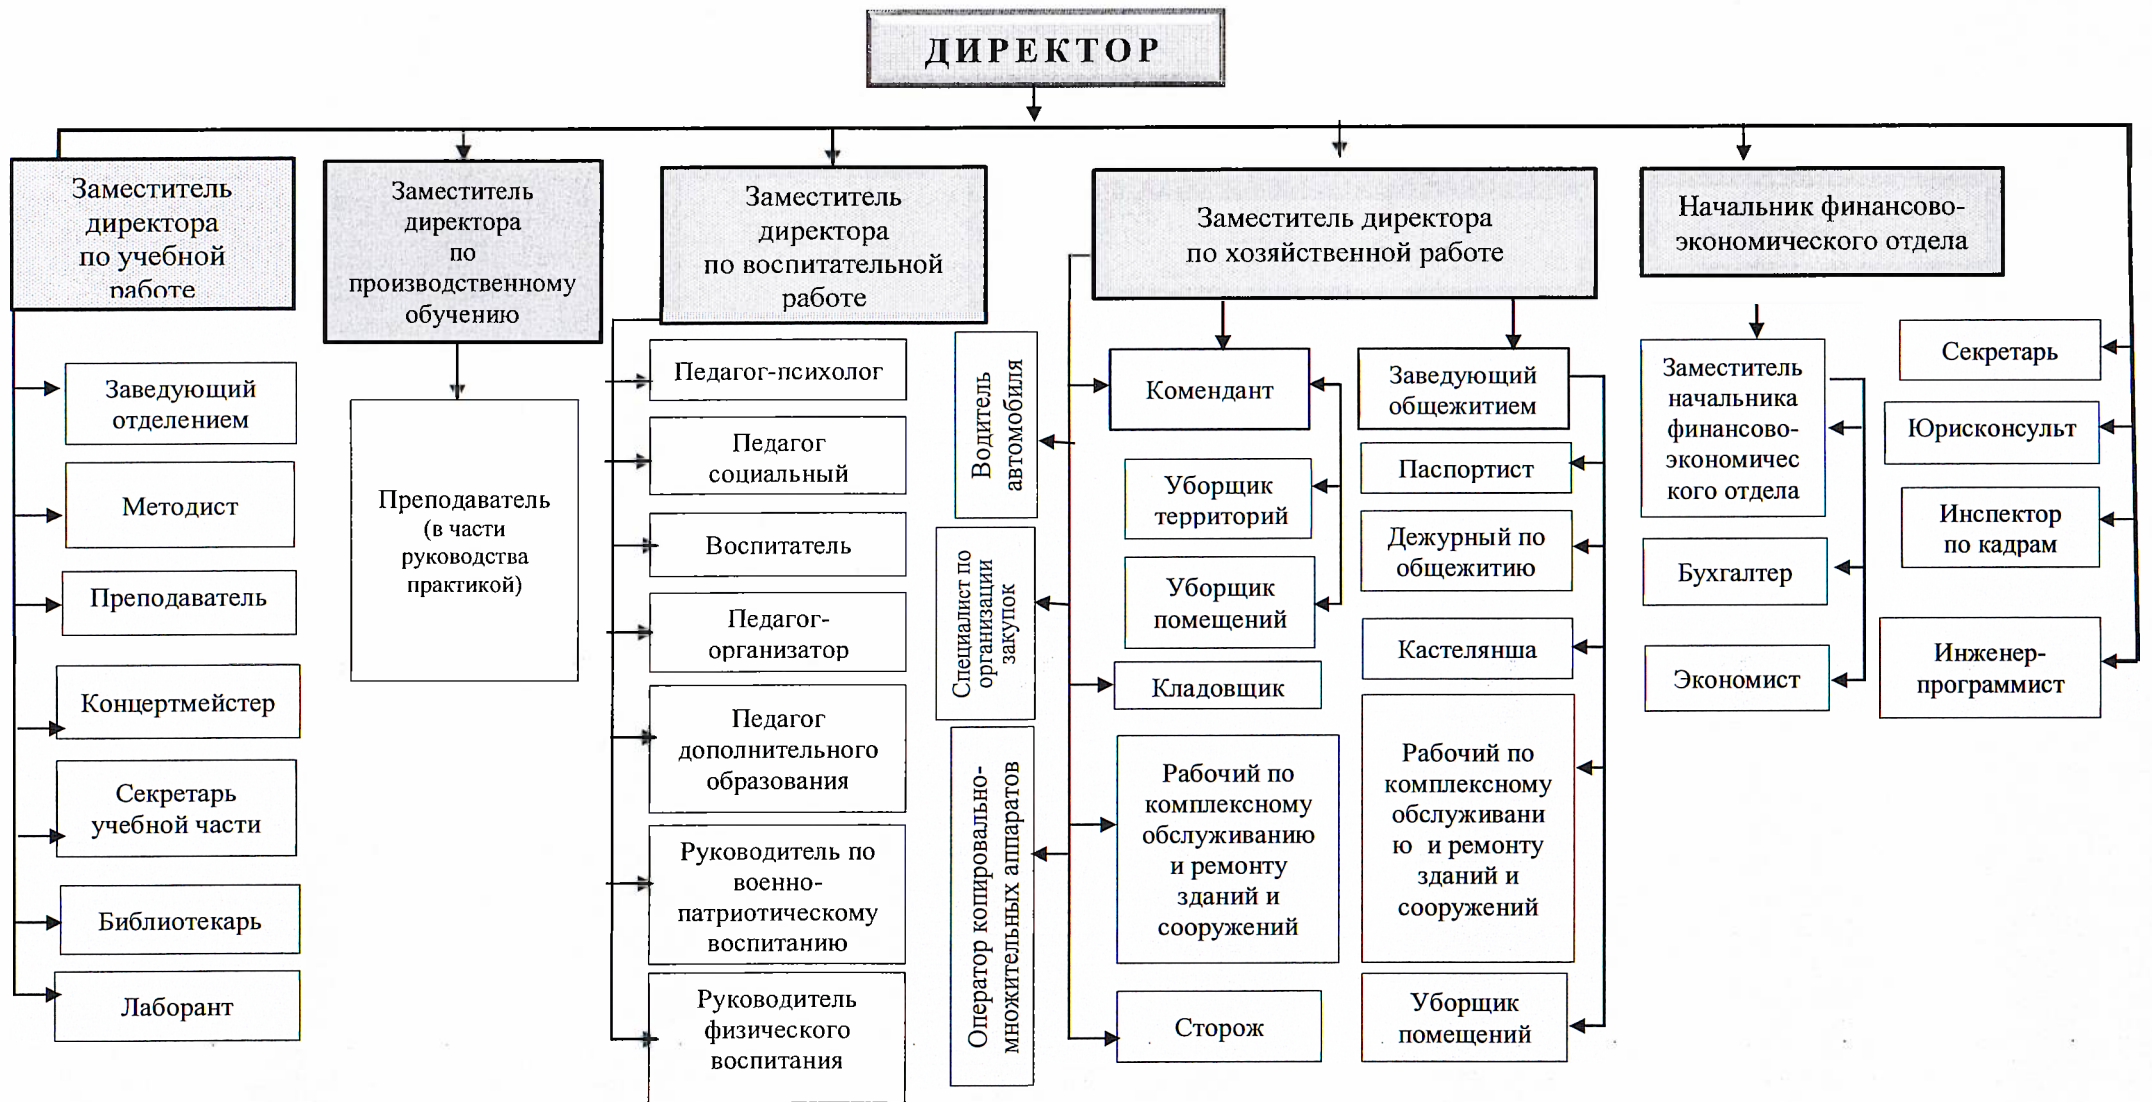 ДИРЕКТОР
Заместитель
директора
по учебной
работе
Заместитель
директора
по
производственному
обучению
Заместитель
директора
по воспитательной
работе
Заместитель директора
по хозяйственной работе
Начальник финансово-
экономического отдела
Заведующий
отделением
Методист
Преподаватель
Концертмейстер
Секретарь
учебной части
Библиотекарь
Лаборант
Преподаватель
(в части
руководства
практикой)
Педагог-психолог
Педагог
социальный
Воспитатель
Педагог-
организатор
Педагог
дополнительного
образования
Руководитель по
военно-
патриотическому
воспитанию
Руководитель
физического
воспитания
Водитель
автомобиля
Специалист по
организации
закупок
Оператор копировально-
множительных аппаратов
Комендант
Уборщик
территорий
Уборщик
помещений
Кладовщик
Рабочий по
комплексному
обслуживанию
и ремонту
зданий и
сооружений
Сторож
Заведующий
общежитием
Паспортист
Дежурный по
общежитию
Кастелянша
Рабочий по
комплексному
обслуживани
ю и ремонту
зданий и
сооружений
Уборщик
помещений
Заместитель
начальника
финансово-
экономичес
кого отдела
Бухгалтер
Экономист
Секретарь
Юрисконсульт
Инспектор
по кадрам
Инженер-
программист